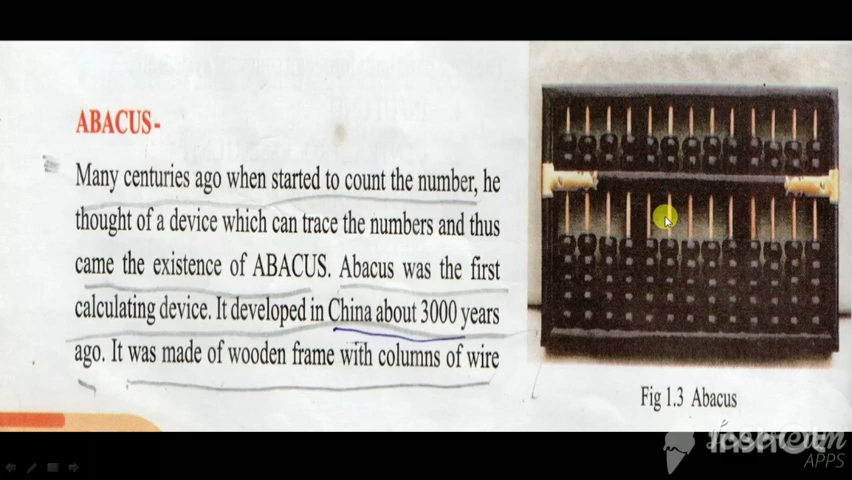 ABACUS-
Many centuries ago when started to count the number, he
thought of a device which can trace the numbers and thus
came the existence of ABACUS. Abacus was the first
calculating device. It developed in China about 3000 years
ago. It was made of wooden frame with columns of wire
Fig 1.3 Abacus
APPS